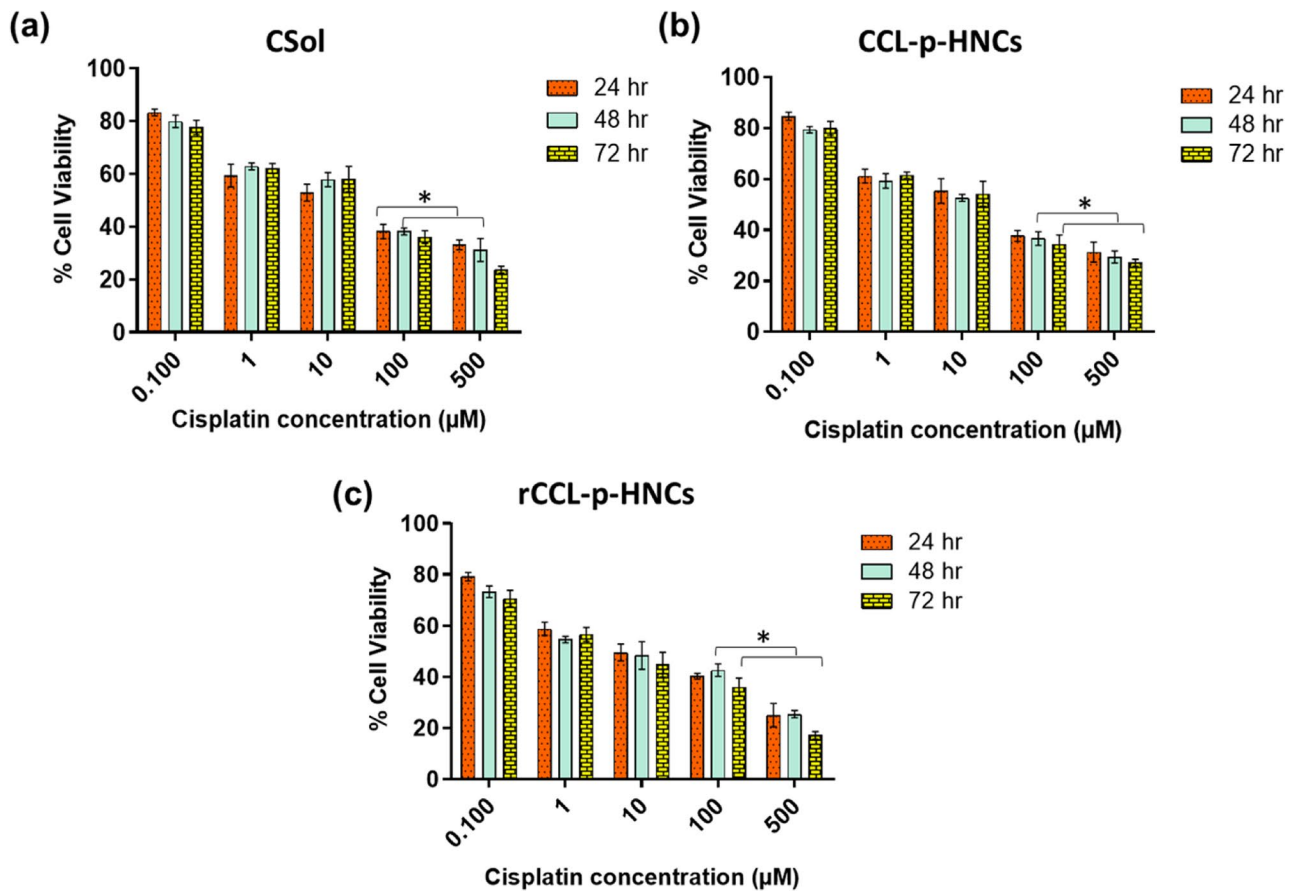 (a)
CSol
% Cell Viability
100
80
60
40
20
0
*
24 hr
48 hr
72 hr
0.100
1
10
100
500
Cisplatin concentration (µM)
(b)
CCL-p-HNCs
% Cell Viability
100
80
60
40
20
0
*
24 hr
48 hr
72 hr
0.100
1
10
100
500
Cisplatin concentration (µM)
(c)
rCCL-p-HNCs
% Cell Viability
100
80
60
40
20
0
*
24 hr
48 hr
72 hr
0.100
1
10
100
500
Cisplatin concentration (µM)